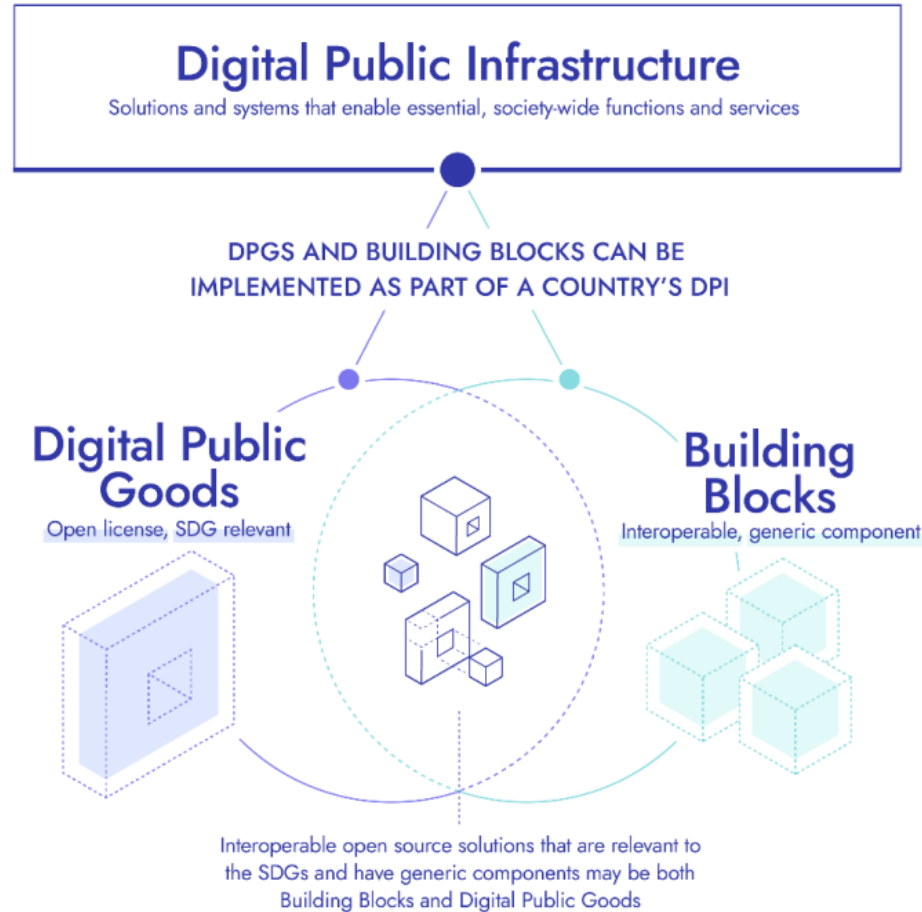 Digital Public Infrastructure
Solutions and systems that enable essential, society-wide functions and services
DPGS AND BUILDING BLOCKS CAN BE
IMPLEMENTED AS PART OF A COUNTRY'S DPI
Digital Public
Goods
Open license, SDG relevant
Building
Blocks
Interoperable, generic component
Interoperable open source solutions that are relevant to
the SDGs and have generic components may be both
Building Blocks and Digital Public Goods